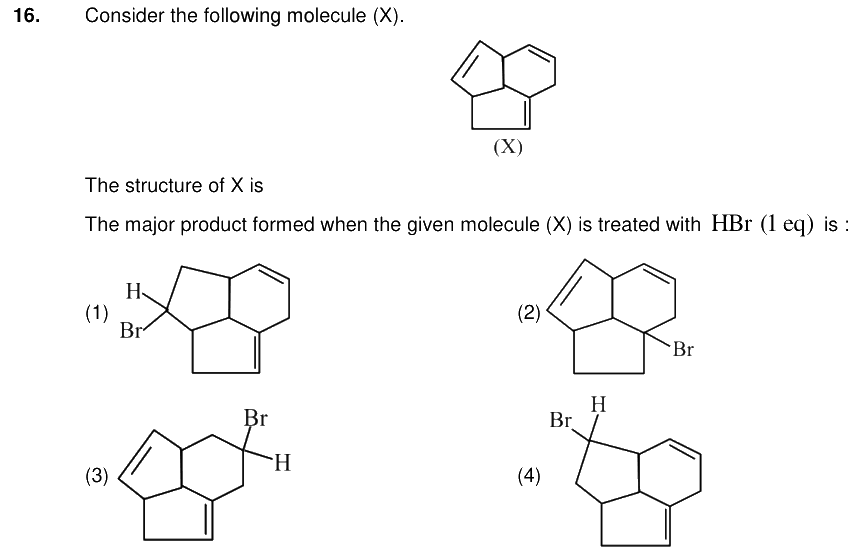 16. Consider the following molecule (X).
(X)
The structure of X is
The major product formed when the given molecule (X) is treated with HBr (1 eq) is :
(1) H Br
(2) Br
(3) Br H
(4) Br H